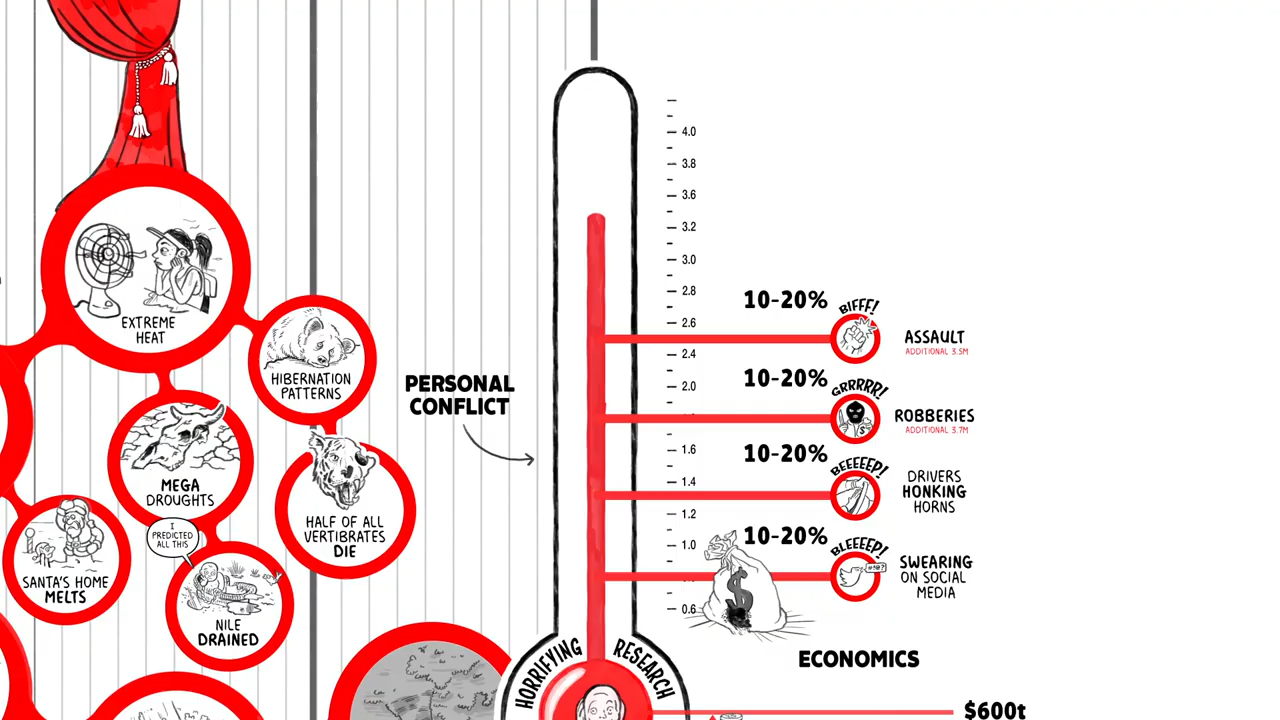 EXTREME
HEAT
HIBERNATION
PATTERNS
MEGA
DROUGHTS
HALF OF ALL
VERTIBRATES
DIE
I
PREDICTED
ALL THIS
SANTA'S HOME
MELTS
NILE
DRAINED
PERSONAL
CONFLICT
4.0
3.8
3.6
3.2
3.0
2.8
2.6
2.4
2.0
1.6
1.4
1.2
1.0
0.6
10-20%
BIFFF!
ASSAULT
ADDITIONAL 3.5M
10-20%
GRRRRR!
ROBBERIES
ADDITIONAL 3.7M
10-20%
BEEEEEP!
DRIVERS
HONKING
HORNS
10-20%
BLEEEEP!
#!@?
SWEARING
ON SOCIAL
MEDIA
$
HORRIFYING RESEARCH
ECONOMICS
$600t